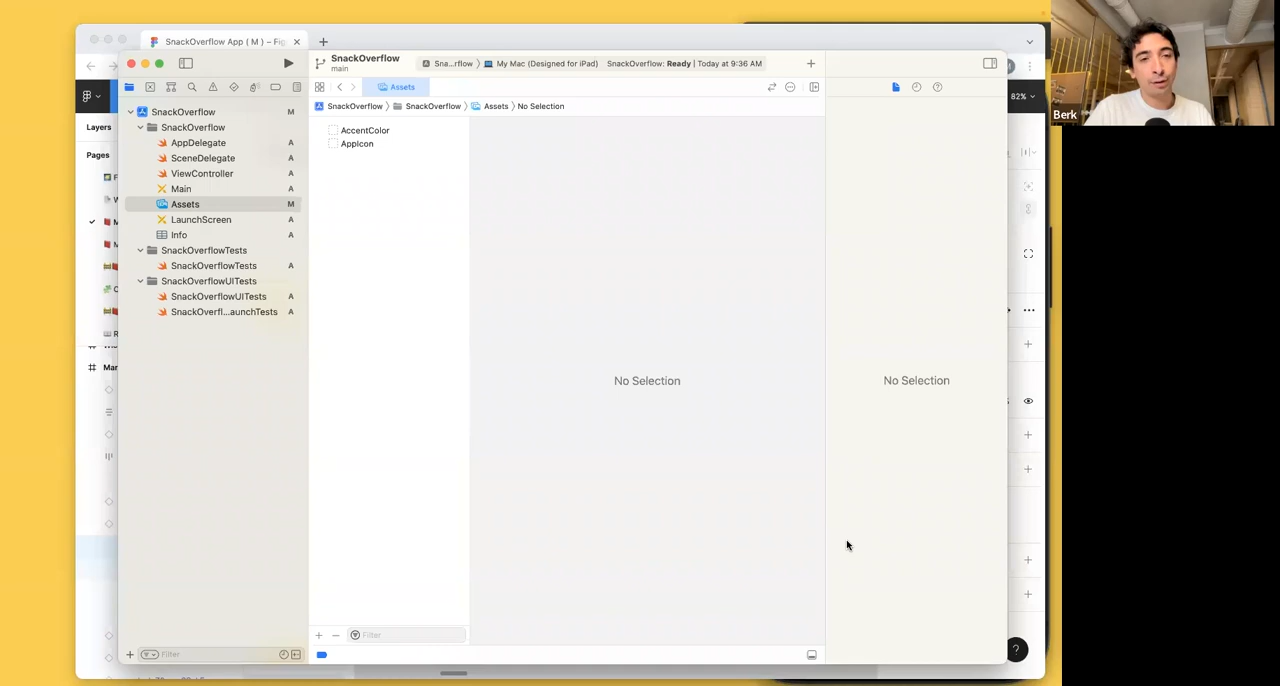 SnackOverflow App ( M ) – Fig
SnackOverflow
main
Sna...rflow
My Mac (Designed for iPad)
SnackOverflow: Ready | Today at 9:36 AM
Assets
SnackOverflow
SnackOverflow
Assets
No Selection
82%
Layers
Pages
SnackOverflow M
SnackOverflow
AppDelegate A
SceneDelegate A
ViewController A
Main A
Assets M
LaunchScreen A
Info A
SnackOverflowTests
SnackOverflowTests A
SnackOverflowUITests
SnackOverflowUITests A
SnackOverfl...aunchTests A
AccentColor
AppIcon
No Selection
No Selection
Filter
Filter
?
Berk